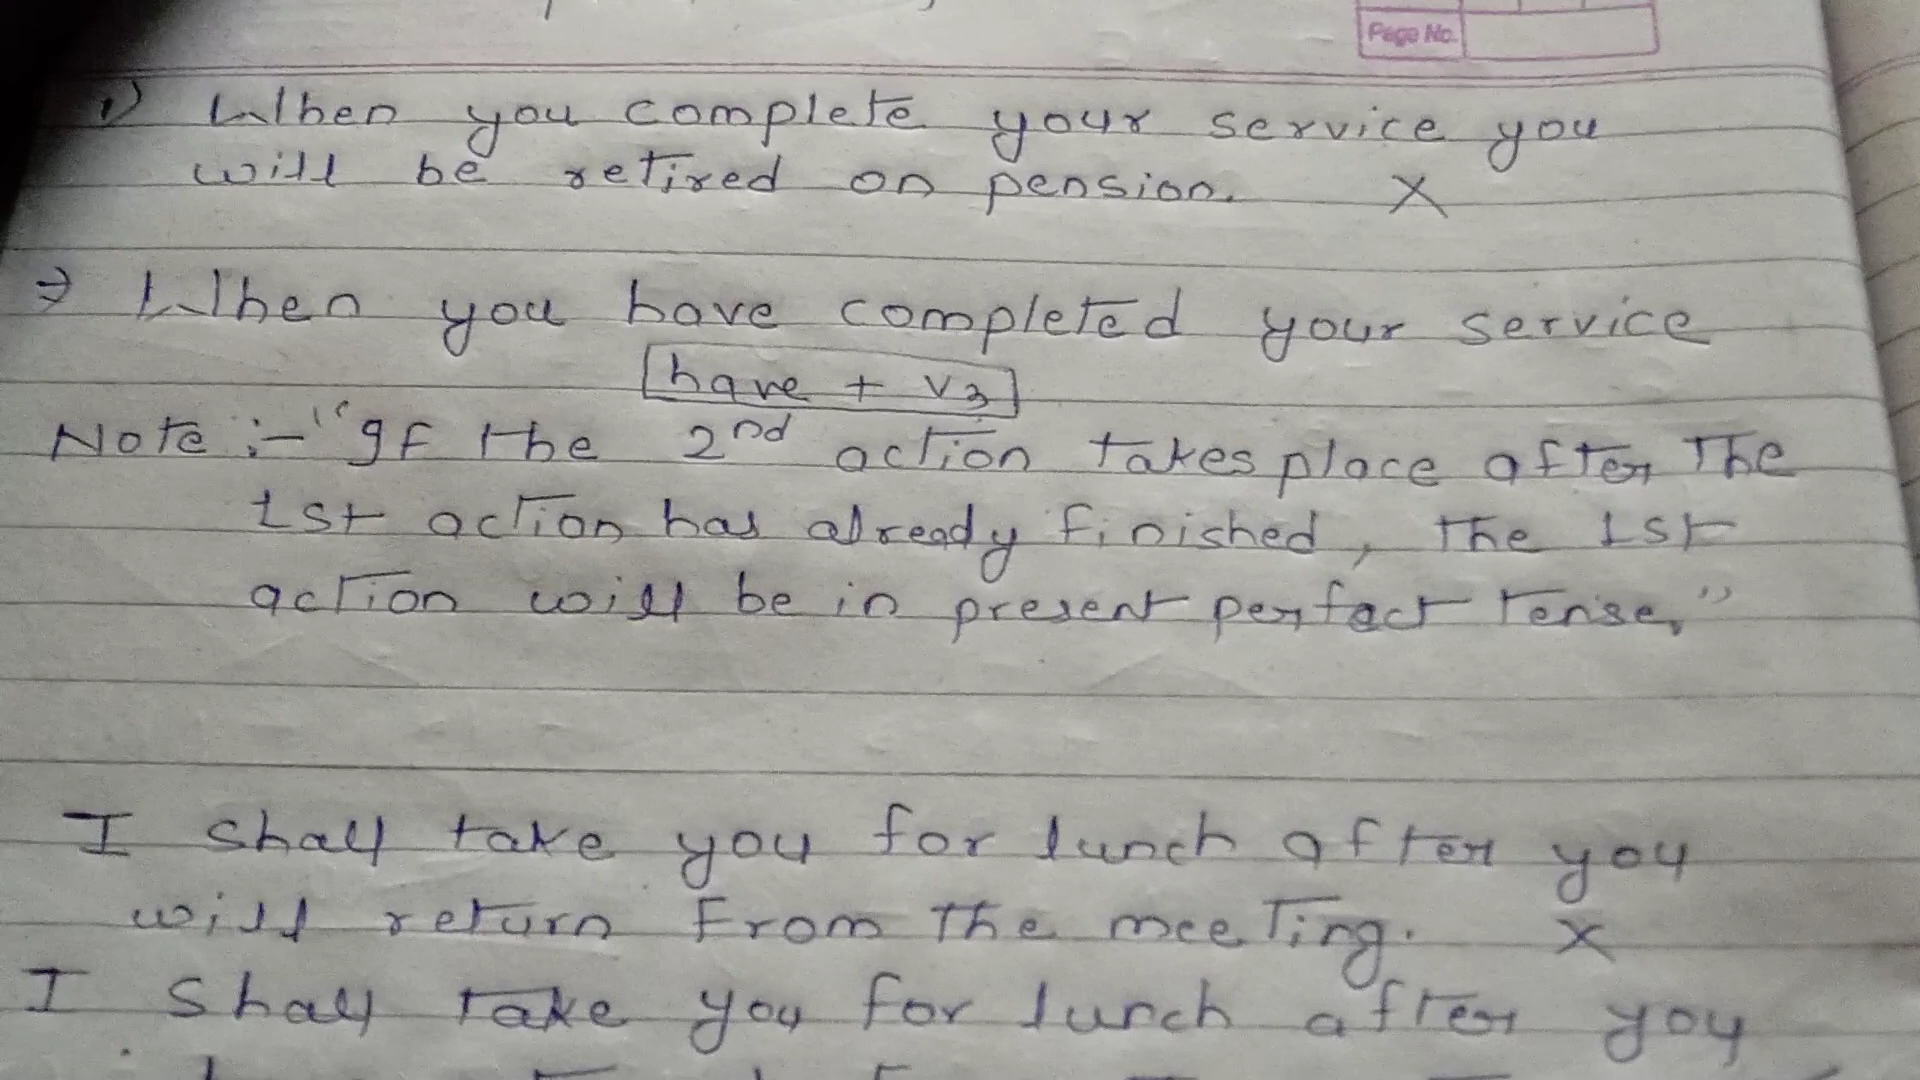 Page No.
1) When you complete your service you
will be retired on pension. X
⇒ When you have completed your service
have + V3
Note :- "If the 2nd action takes place after the
1st action has already finished, the 1st
action will be in present perfact tense,"
I shall take you for lunch after you
will return from the meeting. X
I shall take you for lunch after you